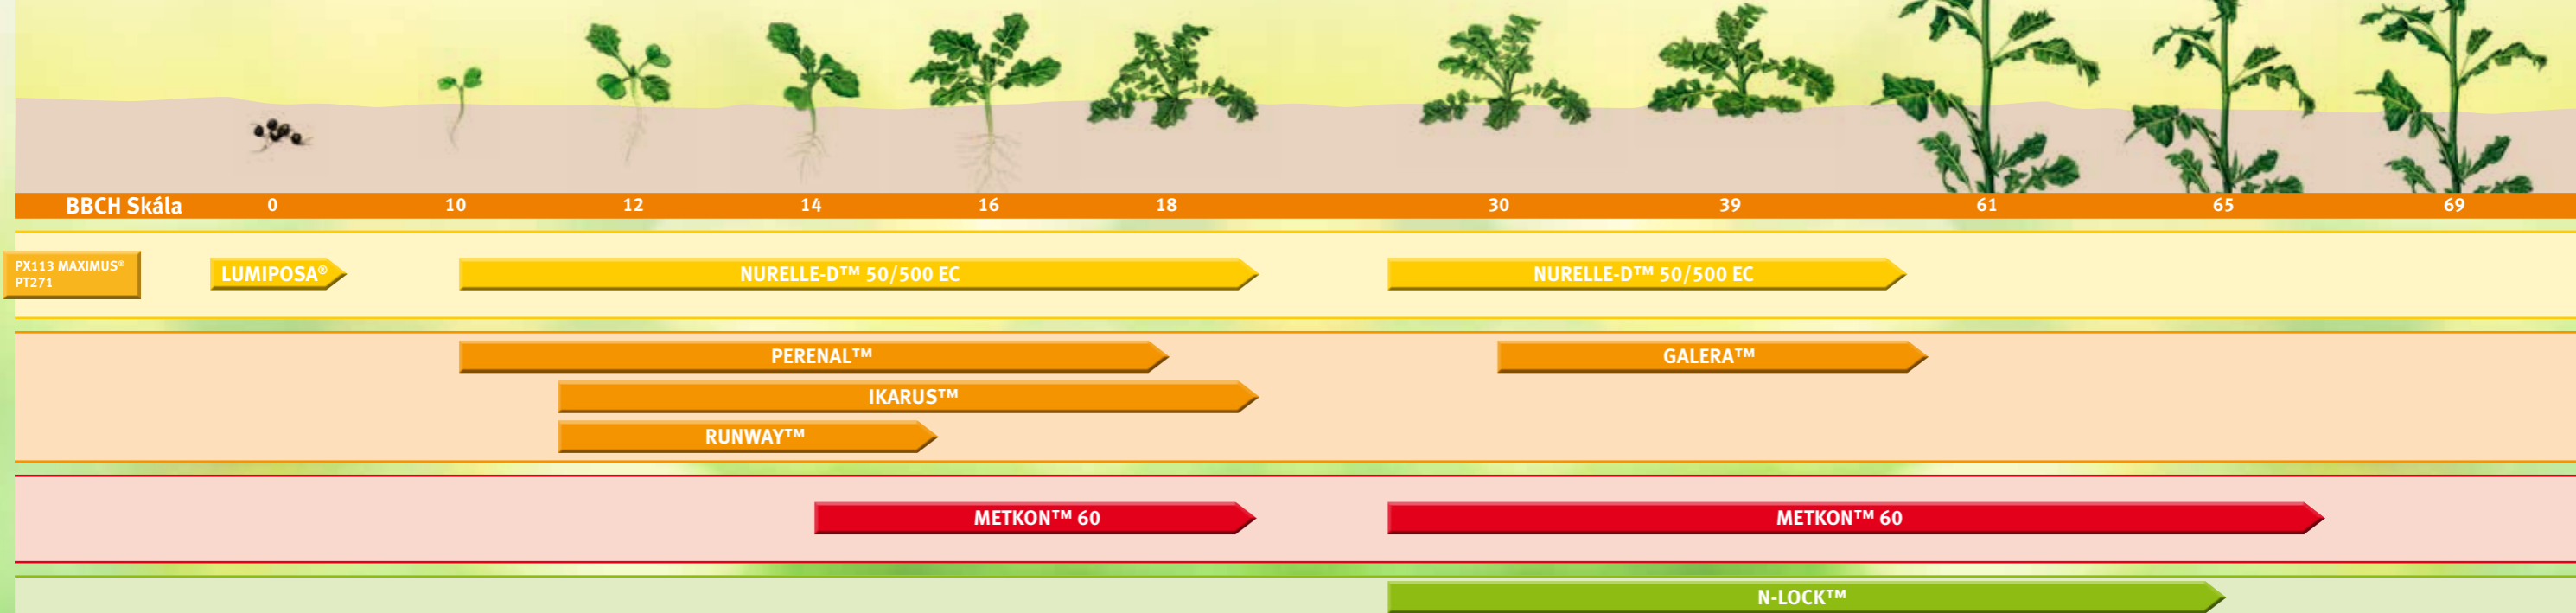 BBCH Skála 0 10 12 14 16 18 30 39 61 65 69
PX113 MAXIMUS®
PT271
LUMIPOSA®
NURELLE-D™ 50/500 EC
NURELLE-D™ 50/500 EC
PERENAL™
GALERA™
IKARUS™
RUNWAY™
METKON™ 60
METKON™ 60
N-LOCK™